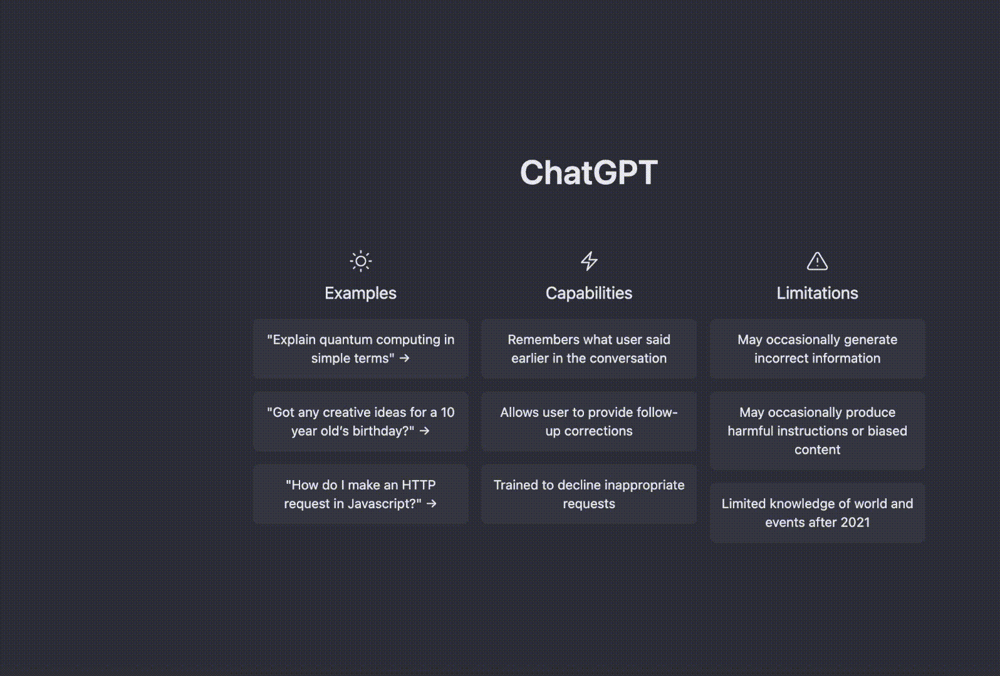 ChatGPT
Examples
"Explain quantum computing in
simple terms" →
"Got any creative ideas for a 10
year old’s birthday?" →
"How do I make an HTTP
request in Javascript?" →
Capabilities
Remembers what user said
earlier in the conversation
Allows user to provide follow-
up corrections
Trained to decline inappropriate
requests
Limitations
May occasionally generate
incorrect information
May occasionally produce
harmful instructions or biased
content
Limited knowledge of world and
events after 2021